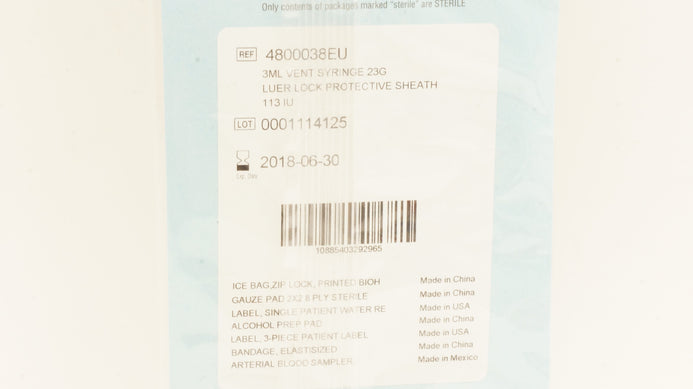 Only contents of packages marked "sterile" are STERILE
REF 4800038EU
3ML VENT SYRINGE 23G
LUER LOCK PROTECTIVE SHEATH
113 IU
LOT 0001114125
2018-06-30
Exp. Date
10885403292965
ICE BAG,ZIP LOCK, PRINTED BIOH Made in China
GAUZE PAD 2X2 8 PLY STERILE Made in China
LABEL, SINGLE PATIENT WATER RE Made in USA
ALCOHOL PREP PAD Made in China
LABEL, 3-PIECE PATIENT LABEL Made in USA
BANDAGE, ELASTISIZED Made in China
ARTERIAL BLOOD SAMPLER Made in Mexico